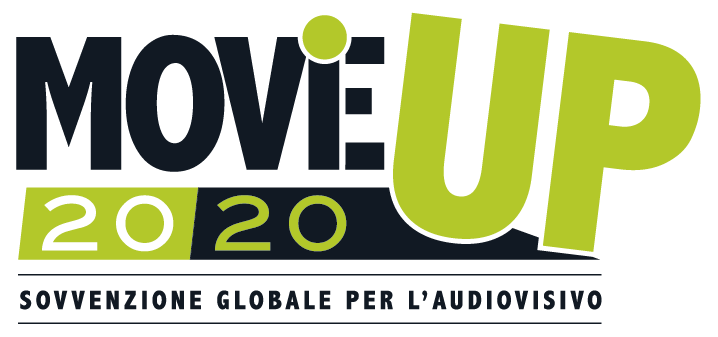 MOViE UP
2020
SOVVENZIONE GLOBALE PER L'AUDIOVISIVO